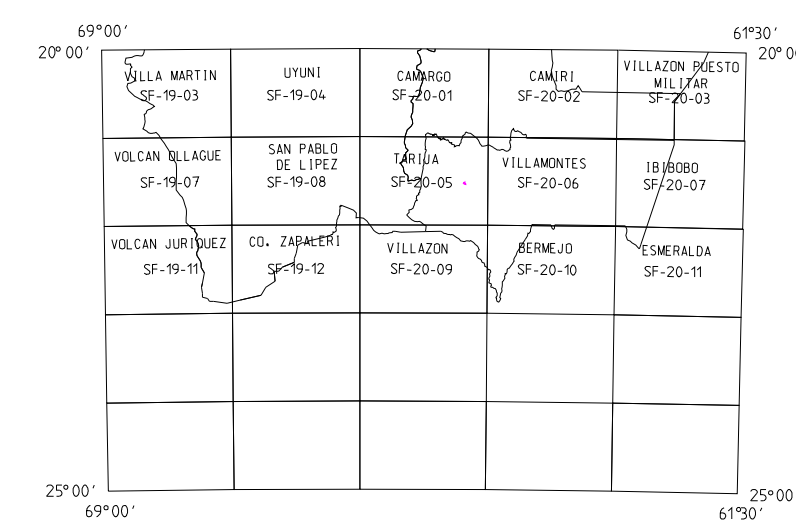 69°00'
61°30'
20°00'
20°0
VILLA MARTIN
SF-19-03
UYUNI
SF-19-04
CAMARGO
SF-20-01
CAMIRI
SF-20-02
VILLAZON PUESTO
MILITAR
SF-20-03
VOLCAN OLLAGUE
SF-19-07
SAN PABLO
DE LIPEZ
SF-19-08
TARIJA
SF-20-05
VILLAMONTES
SF-20-06
IBIBOBO
SF-20-07
VOLCAN JURIQUEZ
SF-19-11
CO. ZAPALERI
SF-19-12
VILLAZON
SF-20-09
BERMEJO
SF-20-10
ESMERALDA
SF-20-11
25°00'
25°00
69°00'
61°30'